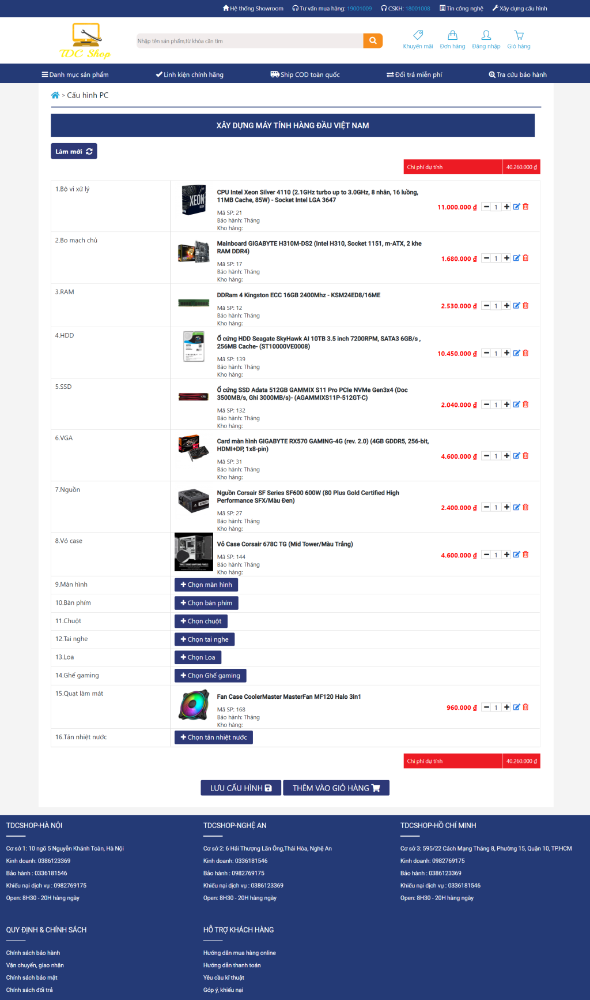 Hệ thống Showroom
Tư vấn mua hàng: 19001009
CSKH: 18001008
Tin công nghệ
Xây dựng cấu hình
TDC Shop
Nhập tên sản phẩm,từ khóa cần tìm
Khuyến mãi
Đơn hàng
Đăng nhập
Giỏ hàng
Danh mục sản phẩm
Linh kiện chính hãng
Ship COD toàn quốc
Đổi trả miễn phí
Tra cứu bảo hành
> Cấu hình PC
XÂY DỰNG MÁY TÍNH HÀNG ĐẦU VIỆT NAM
Làm mới
Chi phí dự tính
40.260.000 ₫
1.Bộ vi xử lý
XEON
CPU Intel Xeon Silver 4110 (2.1GHz turbo up to 3.0GHz, 8 nhân, 16 luồng,
11MB Cache, 85W) - Socket Intel LGA 3647
Mã SP: 21
Bảo hành: Tháng
Kho hàng:
11.000.000 ₫
1
2.Bo mạch chủ
Mainboard GIGABYTE H310M-DS2 (Intel H310, Socket 1151, m-ATX, 2 khe
RAM DDR4)
Mã SP: 17
Bảo hành: Tháng
Kho hàng:
1.680.000 ₫
1
3.RAM
DDRam 4 Kingston ECC 16GB 2400Mhz - KSM24ED8/16ME
Mã SP: 12
Bảo hành: Tháng
Kho hàng:
2.530.000 ₫
1
4.HDD
Ổ cứng HDD Seagate SkyHawk AI 10TB 3.5 inch 7200RPM, SATA3 6GB/s ,
256MB Cache- (ST10000VE0008)
Mã SP: 139
Bảo hành: Tháng
Kho hàng:
10.450.000 ₫
1
5.SSD
Ổ cứng SSD Adata 512GB GAMMIX S11 Pro PCIe NVMe Gen3x4 (Doc
3500MB/s, Ghi 3000MB/s)- (AGAMMIXS11P-512GT-C)
Mã SP: 132
Bảo hành: Tháng
Kho hàng:
2.040.000 ₫
1
6.VGA
Card màn hình GIGABYTE RX570 GAMING-4G (rev. 2.0) (4GB GDDR5, 256-bit,
HDMI+DP, 1x8-pin)
Mã SP: 31
Bảo hành: Tháng
Kho hàng:
4.600.000 ₫
1
7.Nguồn
Nguồn Corsair SF Series SF600 600W (80 Plus Gold Certified High
Performance SFX/Màu Đen)
Mã SP: 27
Bảo hành: Tháng
Kho hàng:
2.400.000 ₫
1
8.Vỏ case
Vỏ Case Corsair 678C TG (Mid Tower/Màu Trắng)
Mã SP: 144
Bảo hành: Tháng
Kho hàng:
4.600.000 ₫
1
9.Màn hình
Chọn màn hình
10.Bàn phím
Chọn bàn phím
11.Chuột
Chọn chuột
12.Tai nghe
Chọn tai nghe
13.Loa
Chọn Loa
14.Ghế gaming
Chọn Ghế gaming
15.Quạt làm mát
Fan Case CoolerMaster MasterFan MF120 Halo 3in1
Mã SP: 168
Bảo hành: Tháng
Kho hàng:
960.000 ₫
1
16.Tản nhiệt nước
Chọn tản nhiệt nước
Chi phí dự tính
40.260.000 ₫
LƯU CẤU HÌNH
THÊM VÀO GIỎ HÀNG
TDCSHOP-HÀ NỘI
Cơ sở 1: 10 ngõ 5 Nguyễn Khánh Toàn, Hà Nội
Kinh doanh: 0386123369
Bảo hành : 0336181546
Khiếu nại dịch vụ : 0982769175
Open: 8H30 - 20H hàng ngày
TDCSHOP-NGHỆ AN
Cơ sở 2: 6 Hải Thượng Lãn Ông,Thái Hòa, Nghệ An
Kinh doanh: 0336181546
Bảo hành : 0982769175
Khiếu nại dịch vụ : 0386123369
Open: 8H30 - 20H hàng ngày
TDCSHOP-HỒ CHÍ MINH
Cơ sở 3: 595/22 Cách Mạng Tháng 8, Phường 15, Quận 10, TP.HCM
Kinh doanh: 0982769175
Bảo hành : 0386123369
Khiếu nại dịch vụ : 0336181546
Open: 8H30 - 20H hàng ngày
QUY ĐỊNH & CHÍNH SÁCH
Chính sách bảo hành
Vận chuyển, giao nhận
Chính sách bảo mật
Chính sách đổi trả
HỖ TRỢ KHÁCH HÀNG
Hướng dẫn mua hàng online
Hướng dẫn thanh toán
Yêu cầu kĩ thuật
Góp ý, khiếu nại